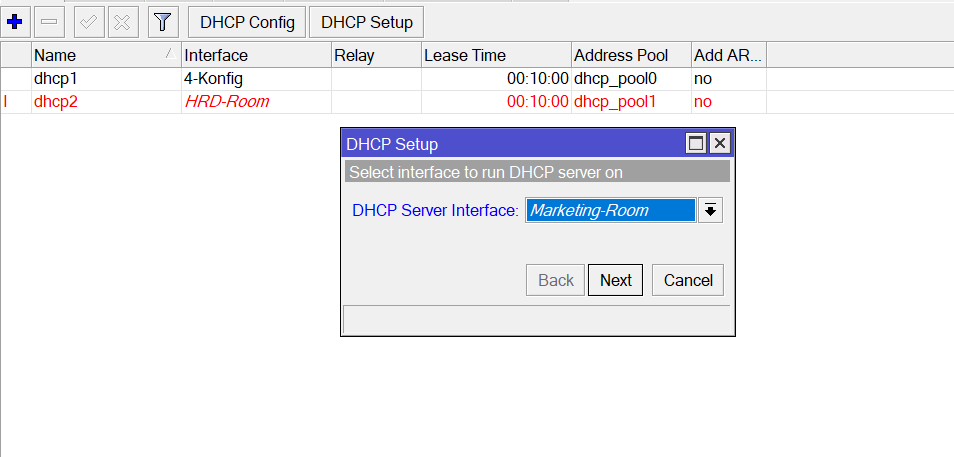 DHCP Config DHCP Setup
Name Interface Relay Lease Time Address Pool Add AR...
dhcp1 4-Konfig 00:10:00 dhcp_pool0 no
I dhcp2 HRD-Room 00:10:00 dhcp_pool1 no
DHCP Setup
Select interface to run DHCP server on
DHCP Server Interface: Marketing-Room
Back Next Cancel